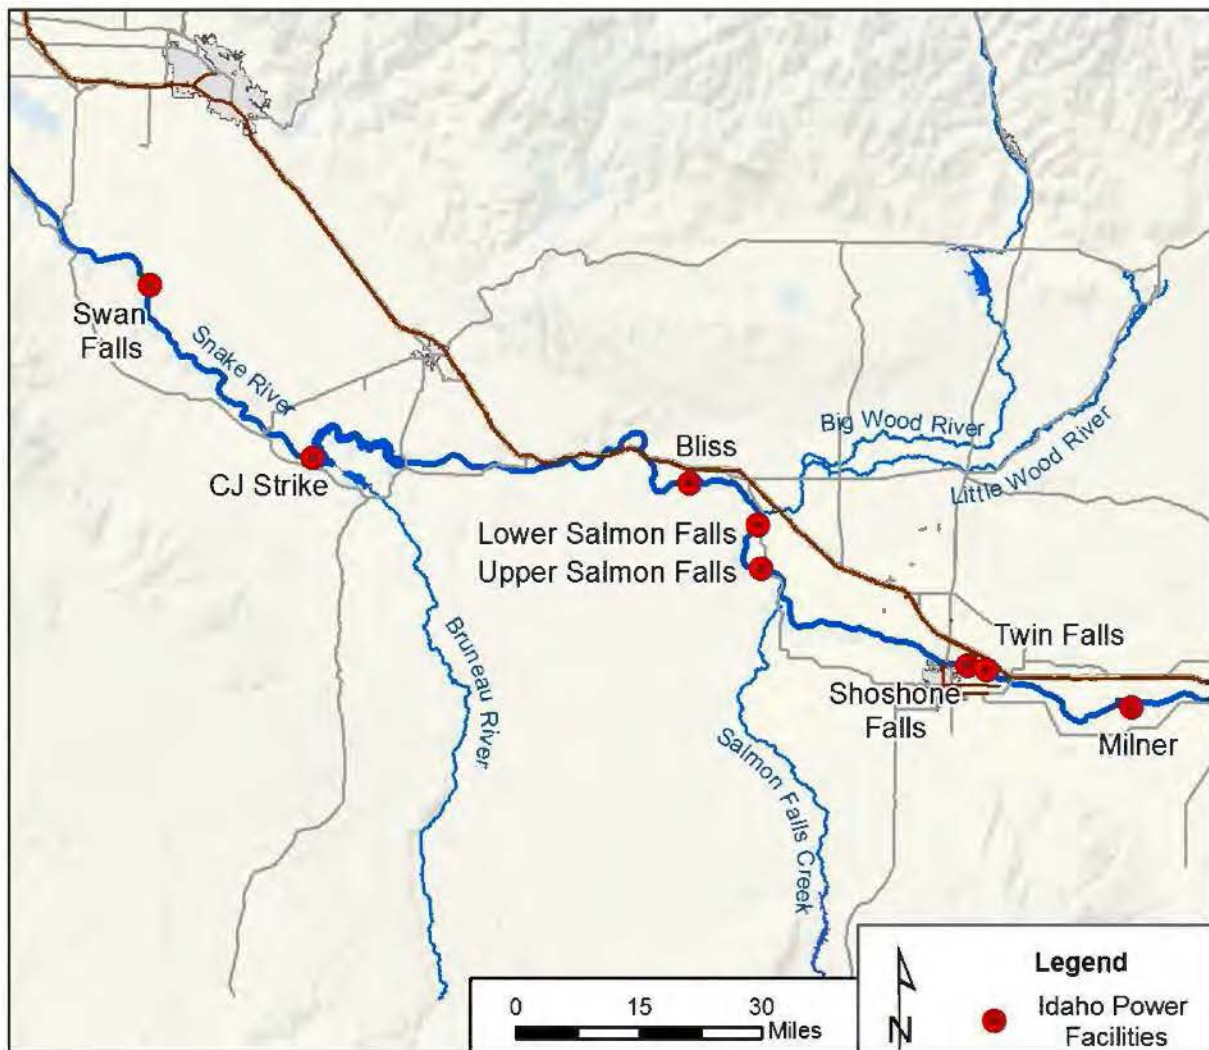 Swan
Falls
Snake River
CJ Strike
Bliss
Big Wood River
Little Wood River
Lower Salmon Falls
Upper Salmon Falls
Bruneau River
Twin Falls
Shoshone
Falls
Milner
Salmon Falls Creek
0 15 30
Miles
N
Legend
Idaho Power
Facilities